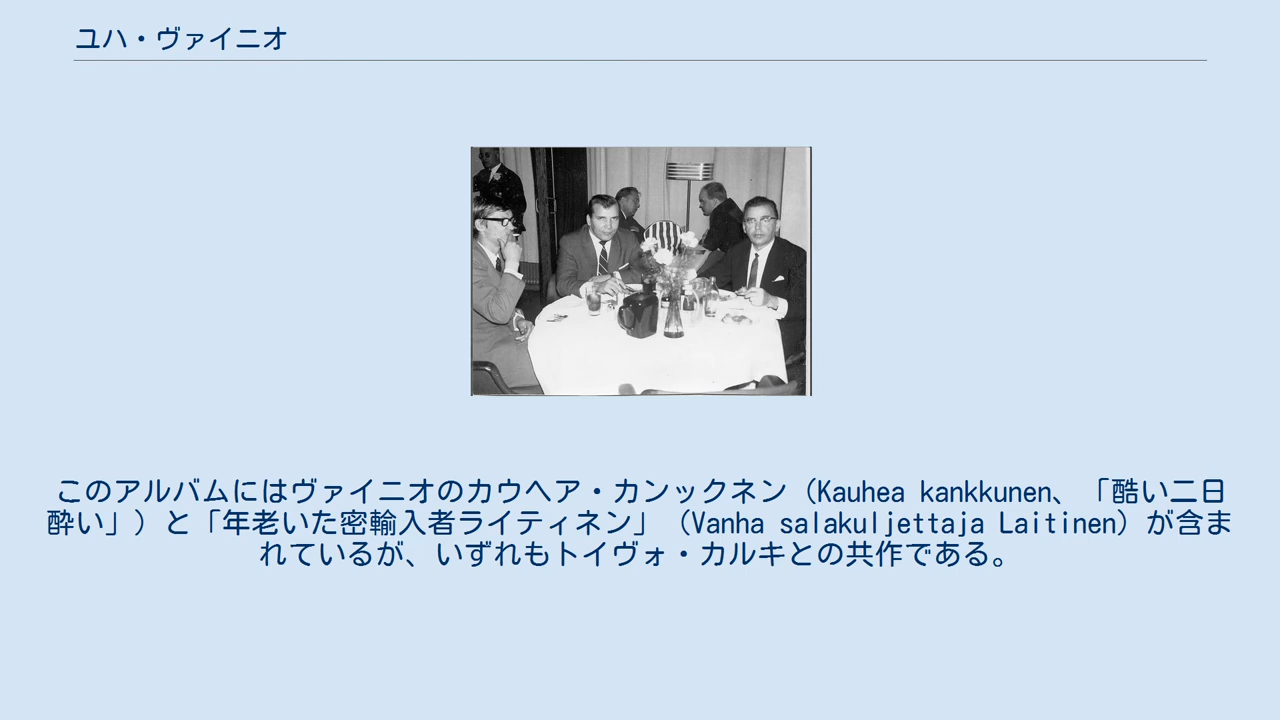 ユハ・ヴァイニオ
このアルバムにはヴァイニオのカウヘア・カンックネン（Kauhea kankkunen、「酷い二日
酔い」）と「年老いた密輸入者ライティネン」（Vanha salakuljettaja Laitinen）が含ま
れているが、いずれもトイヴォ・カルキとの共作である。